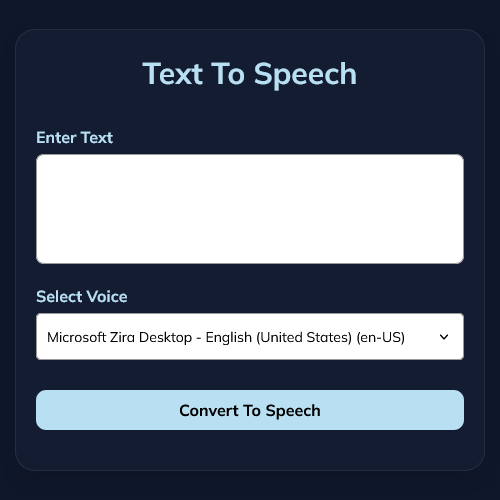 Text To Speech
Enter Text
Select Voice
Microsoft Zira Desktop - English (United States) (en-US)
Convert To Speech